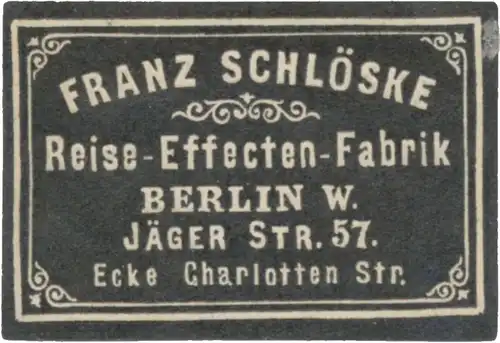 FRANZ SCHLÖSKE
Reise-Effecten-Fabrik
BERLIN W.
JÄGER STR. 57.
Ecke Charlotten Str.